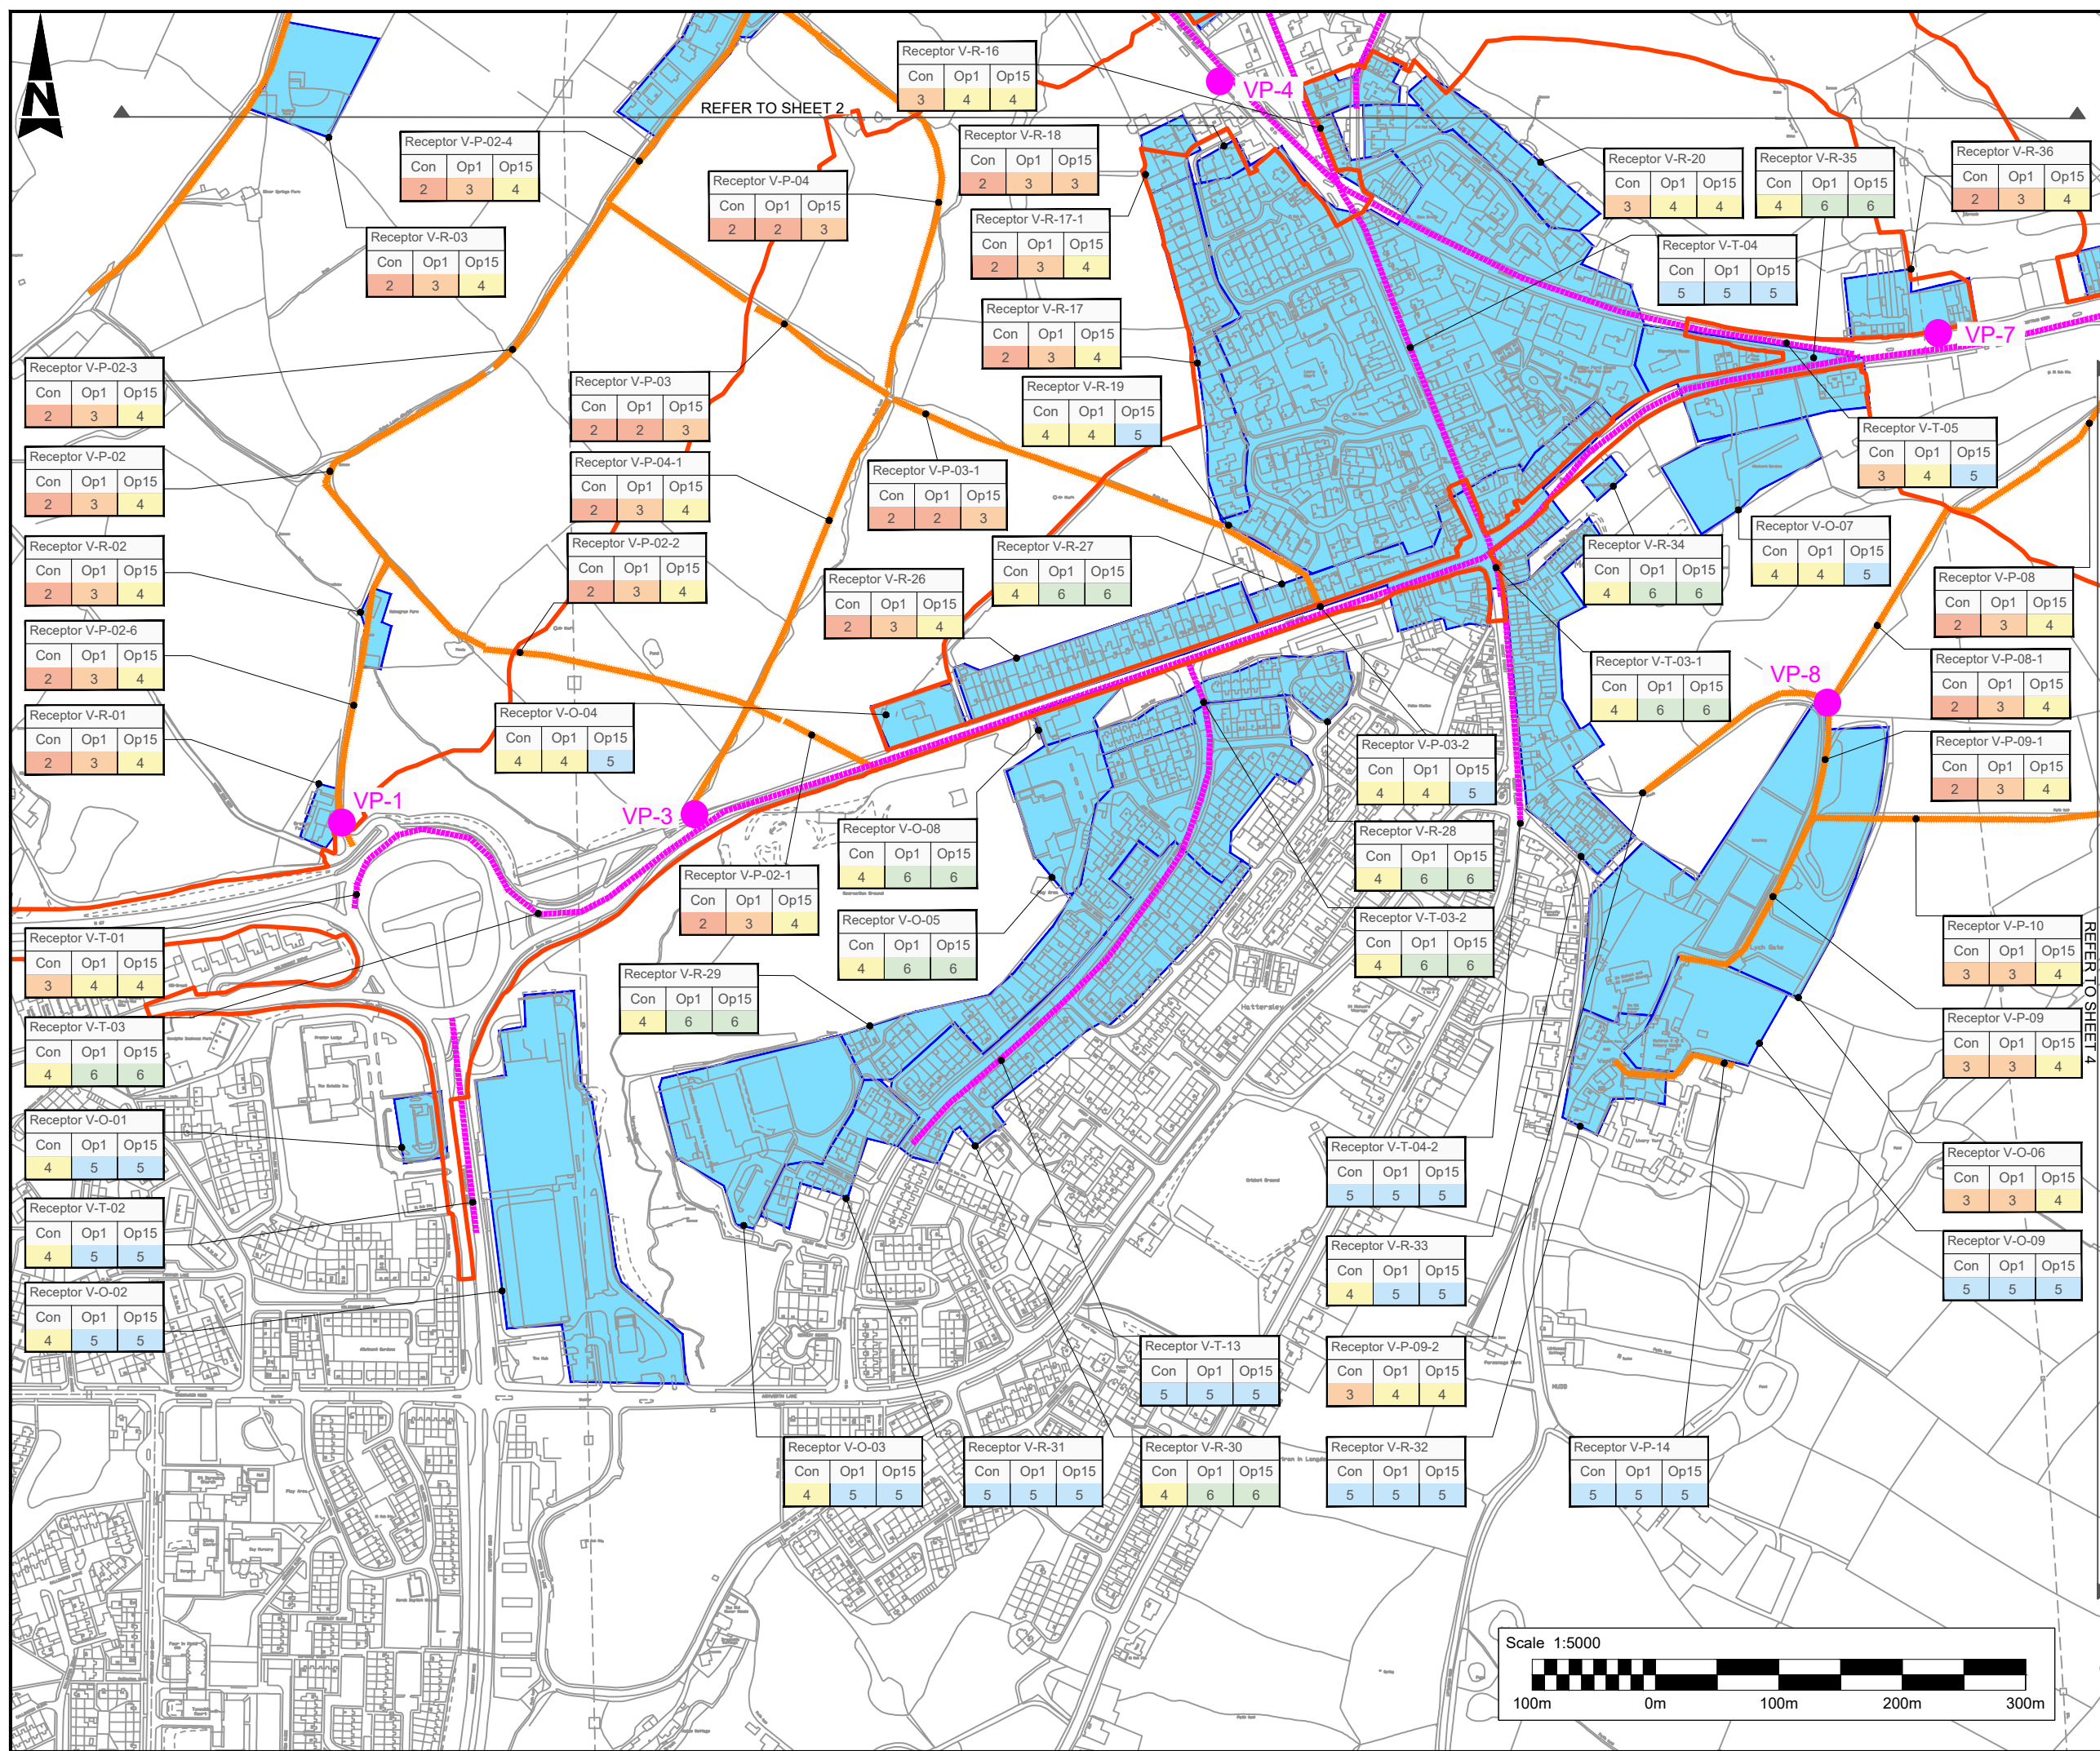 N
REFER TO SHEET 2
Receptor V-R-16
Con Op1 Op15
3 4 4
VP-4
Receptor V-P-02-4
Con Op1 Op15
2 3 4
Receptor V-R-18
Con Op1 Op15
2 3 3
Receptor V-R-20
Con Op1 Op15
3 4 4
Receptor V-R-35
Con Op1 Op15
4 6 6
Receptor V-R-36
Con Op1 Op15
2 3 4
Receptor V-P-04
Con Op1 Op15
2 2 3
Receptor V-R-03
Con Op1 Op15
2 3 4
Receptor V-R-17-1
Con Op1 Op15
2 3 4
Receptor V-T-04
Con Op1 Op15
5 5 5
Receptor V-R-17
Con Op1 Op15
2 3 4
VP-7
Receptor V-P-02-3
Con Op1 Op15
2 3 4
Receptor V-P-03
Con Op1 Op15
2 2 3
Receptor V-R-19
Con Op1 Op15
4 4 5
Receptor V-T-05
Con Op1 Op15
3 4 5
Receptor V-P-02
Con Op1 Op15
2 3 4
Receptor V-P-04-1
Con Op1 Op15
2 3 4
Receptor V-P-03-1
Con Op1 Op15
2 2 3
Receptor V-O-07
Con Op1 Op15
4 4 5
Receptor V-R-02
Con Op1 Op15
2 3 4
Receptor V-P-02-2
Con Op1 Op15
2 3 4
Receptor V-R-27
Con Op1 Op15
4 6 6
Receptor V-R-34
Con Op1 Op15
4 6 6
Receptor V-R-26
Con Op1 Op15
2 3 4
Receptor V-P-08
Con Op1 Op15
2 3 4
Receptor V-P-02-6
Con Op1 Op15
2 3 4
Receptor V-T-03-1
Con Op1 Op15
4 6 6
VP-8
Receptor V-P-08-1
Con Op1 Op15
2 3 4
Receptor V-R-01
Con Op1 Op15
2 3 4
Receptor V-O-04
Con Op1 Op15
4 4 5
Receptor V-P-03-2
Con Op1 Op15
4 4 5
Receptor V-P-09-1
Con Op1 Op15
2 3 4
VP-1
VP-3
Receptor V-O-08
Con Op1 Op15
4 6 6
Receptor V-R-28
Con Op1 Op15
4 6 6
Receptor V-P-02-1
Con Op1 Op15
2 3 4
Recreation Ground
Play Area
Receptor V-O-05
Con Op1 Op15
4 6 6
Receptor V-T-03-2
Con Op1 Op15
4 6 6
Receptor V-P-10
Con Op1 Op15
3 3 4
REFER TO SHEET 4
Receptor V-T-01
Con Op1 Op15
3 4 4
Lych Gate
Receptor V-R-29
Con Op1 Op15
4 6 6
Hattersley
Receptor V-T-03
Con Op1 Op15
4 6 6
Receptor V-P-09
Con Op1 Op15
3 3 4
Receptor V-O-01
Con Op1 Op15
4 5 5
Receptor V-T-04-2
Con Op1 Op15
5 5 5
Receptor V-O-06
Con Op1 Op15
3 3 4
Receptor V-T-02
Con Op1 Op15
4 5 5
Receptor V-R-33
Con Op1 Op15
4 5 5
Receptor V-O-09
Con Op1 Op15
5 5 5
Receptor V-O-02
Con Op1 Op15
4 5 5
Receptor V-T-13
Con Op1 Op15
5 5 5
Receptor V-P-09-2
Con Op1 Op15
3 4 4
Receptor V-O-03
Con Op1 Op15
4 5 5
Receptor V-R-31
Con Op1 Op15
5 5 5
Receptor V-R-30
Con Op1 Op15
4 6 6
Receptor V-R-32
Con Op1 Op15
5 5 5
Receptor V-P-14
Con Op1 Op15
5 5 5
Scale 1:5000
100m 0m 100m 200m 300m